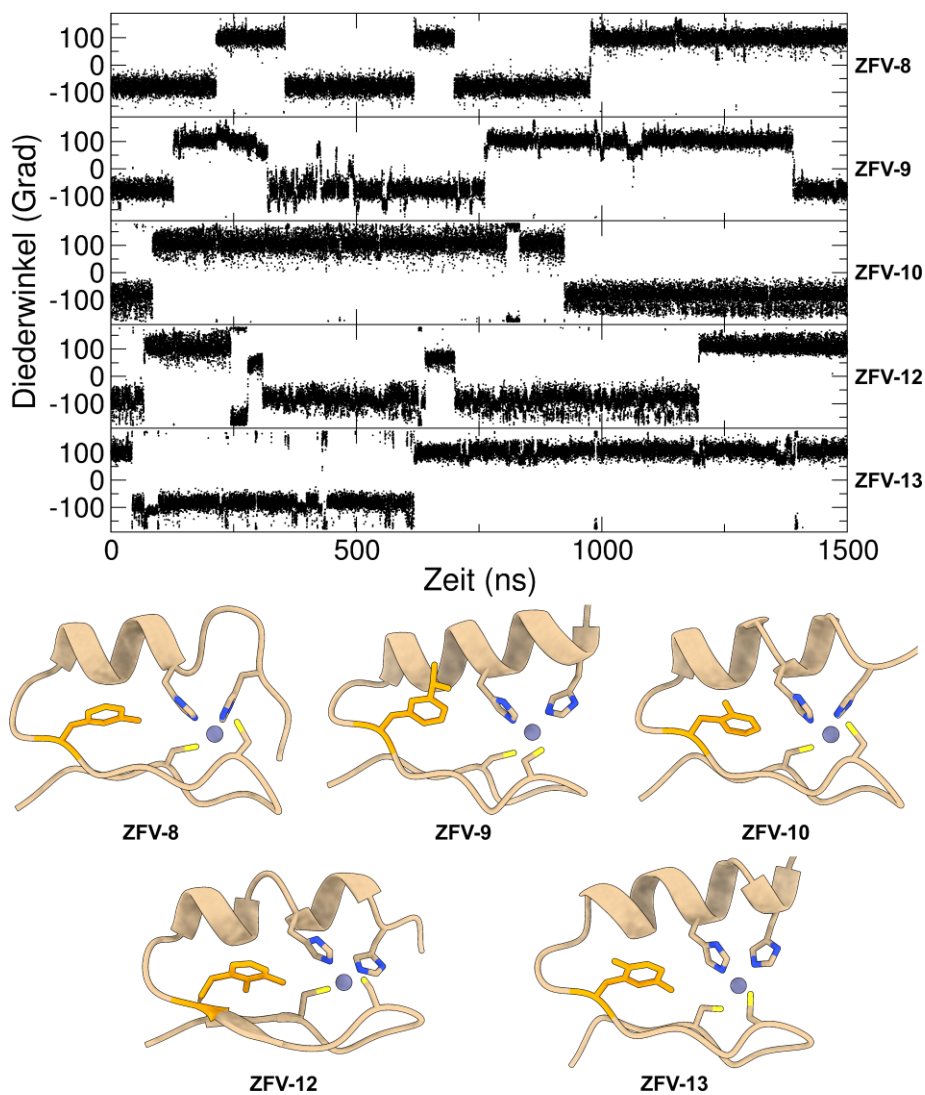 Diederwinkel (Grad)
100
0
-100
ZFV-8
100
0
-100
ZFV-9
100
0
-100
ZFV-10
100
0
-100
ZFV-12
100
0
-100
ZFV-13
0 500 1000 1500
Zeit (ns)
ZFV-8 ZFV-9 ZFV-10
ZFV-12 ZFV-13